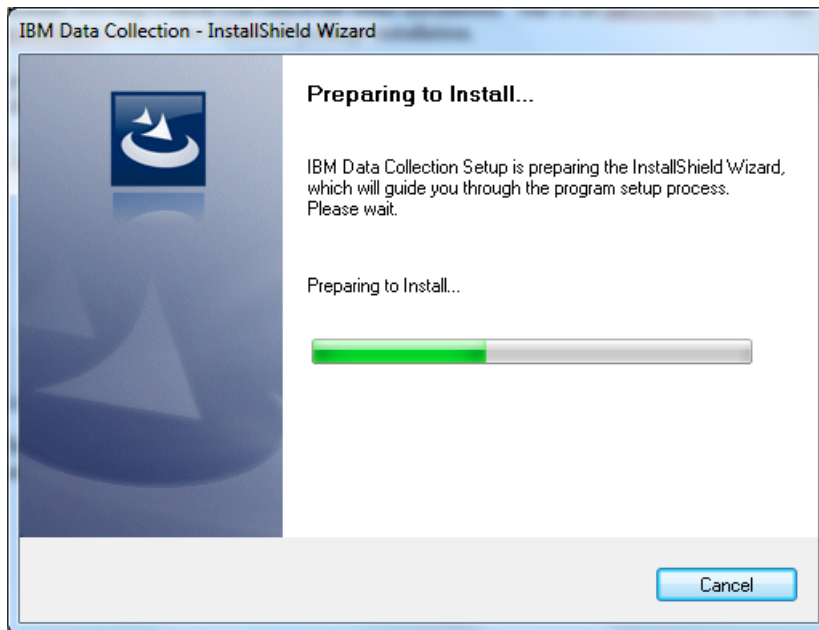 IBM Data Collection - InstallShield Wizard
Preparing to Install...
IBM Data Collection Setup is preparing the InstallShield Wizard,
which will guide you through the program setup process.
Please wait.
Preparing to Install...
Cancel